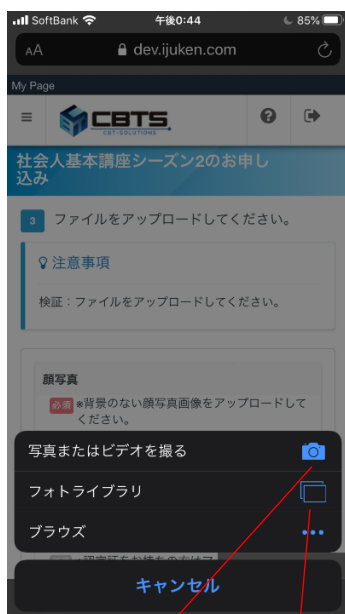 SoftBank 午後0:44 85%
AA dev.ijuken.com
My Page
CBTS
CBT-SOLUTIONS
社会人基本講座シーズン2のお申し
込み
3 ファイルをアップロードしてください。
注意事項
検証：ファイルをアップロードしてください。
顔写真
必須 ※背景のない顔写真画像をアップロードして
ください。
写真またはビデオを撮る
フォトライブラリ
ブラウズ
キャンセル